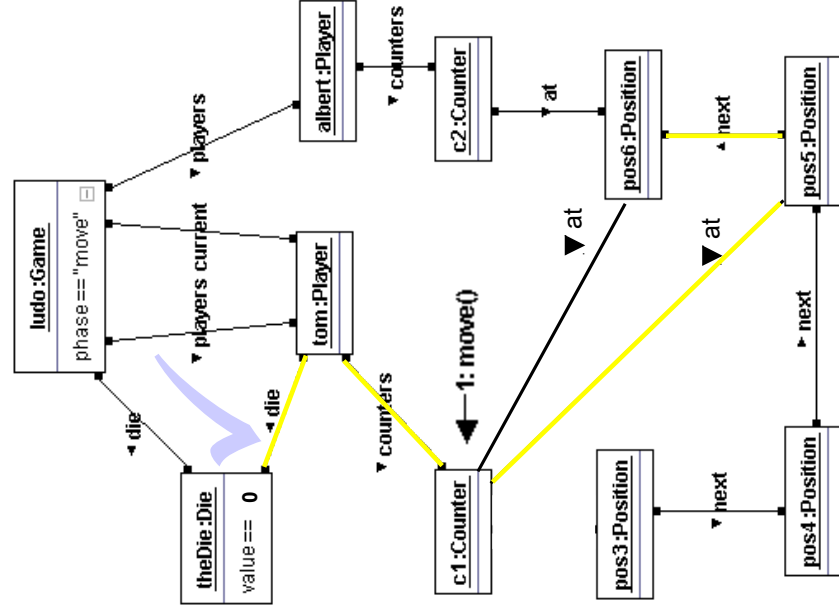 ludo:Game
phase=="move"
die
theDie:Die
value== 0
players current
players
die
tom:Player
albert:Player
counters
counters
c1:Counter
1: move()
c2:Counter
at
at
pos3:Position
pos6:Position
next
at
next
pos4:Position
next
pos5:Position